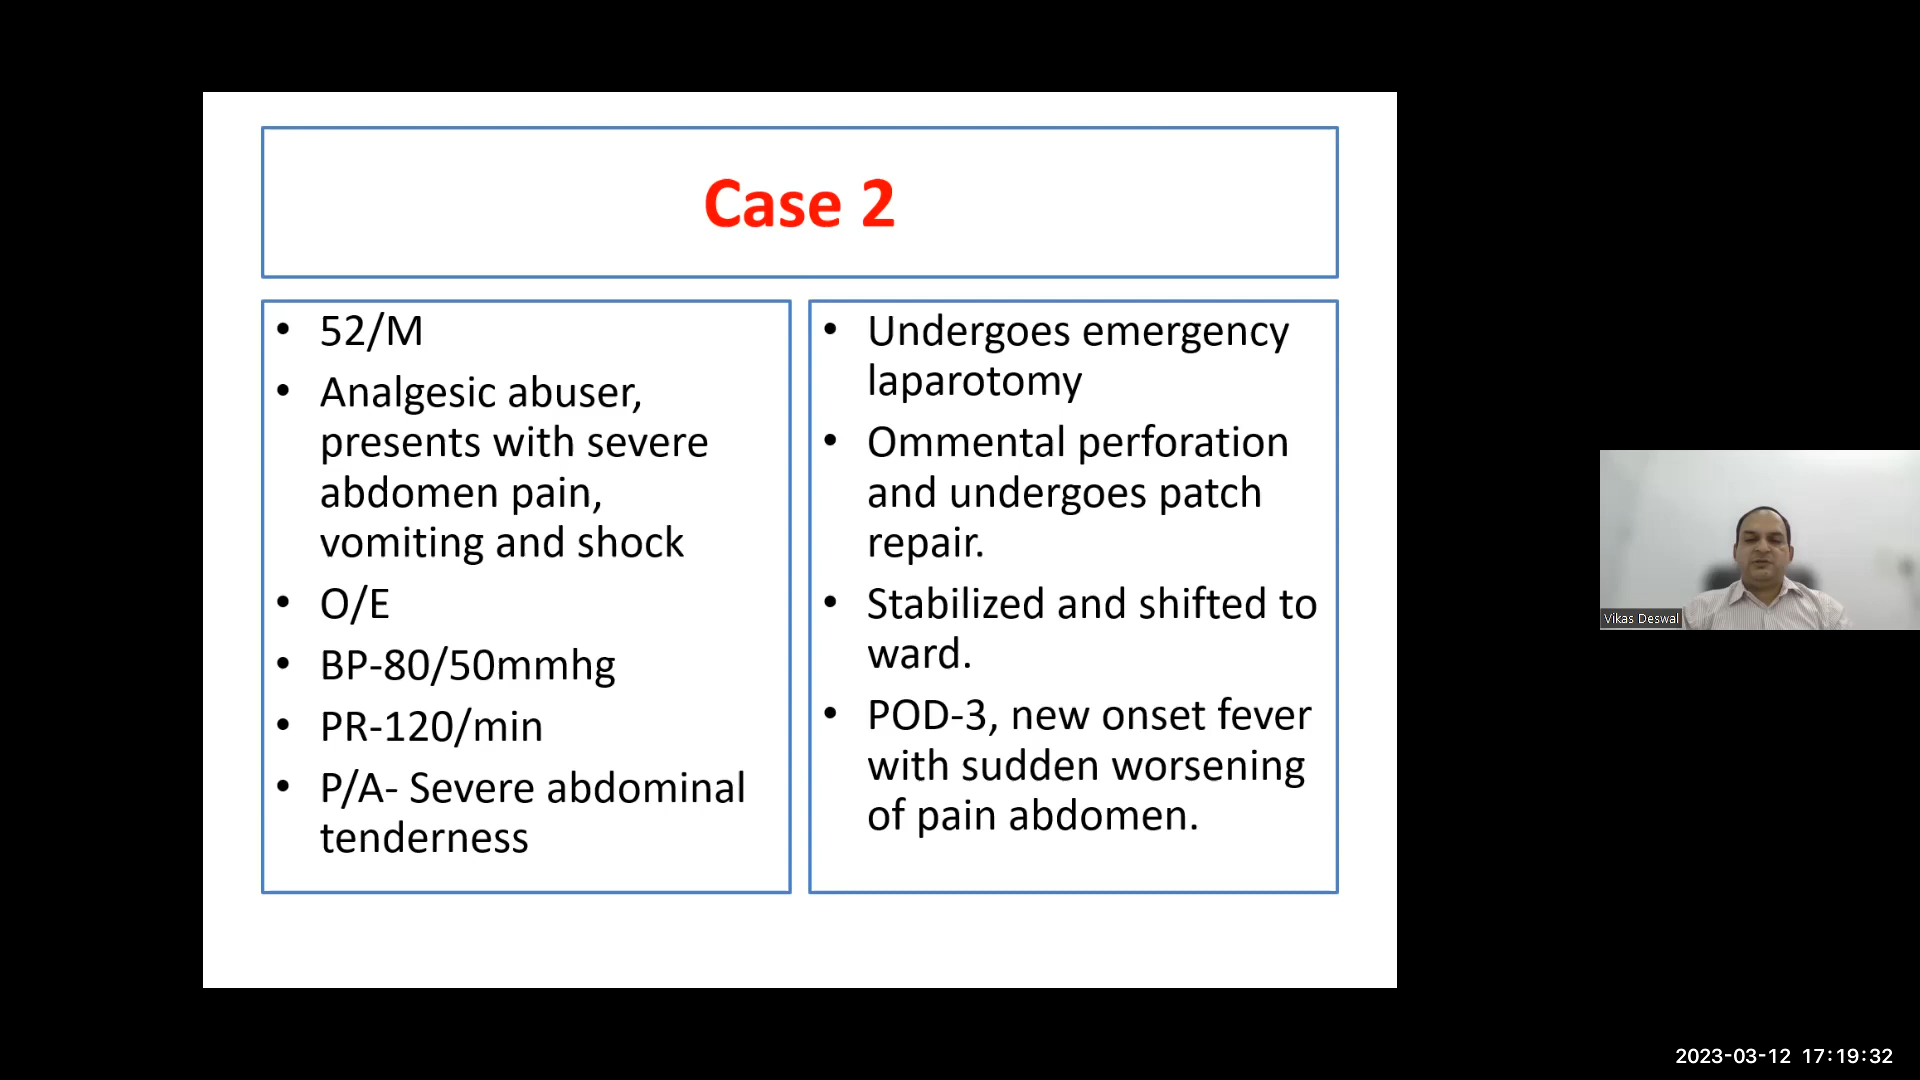 Case 2
• 52/M
• Analgesic abuser,
presents with severe
abdomen pain,
vomiting and shock
• O/E
• BP-80/50mmhg
• PR-120/min
• P/A- Severe abdominal
tenderness
• Undergoes emergency
laparotomy
• Ommental perforation
and undergoes patch
repair.
• Stabilized and shifted to
ward.
• POD-3, new onset fever
with sudden worsening
of pain abdomen.
Vikas Deswal
2023-03-12 17:19:32